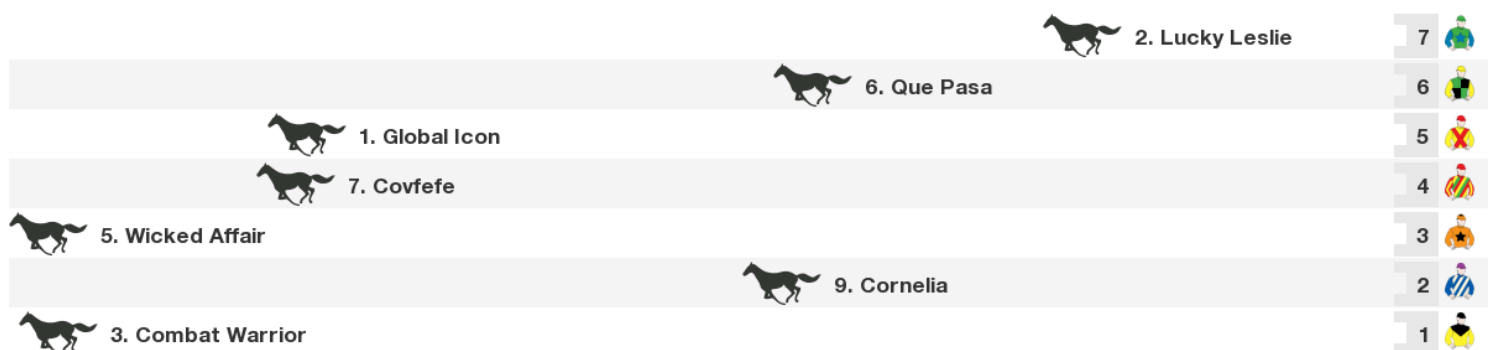 2. Lucky Leslie 7
6. Que Pasa 6
1. Global Icon 5
7. Covfefe 4
5. Wicked Affair 3
9. Cornelia 2
3. Combat Warrior 1